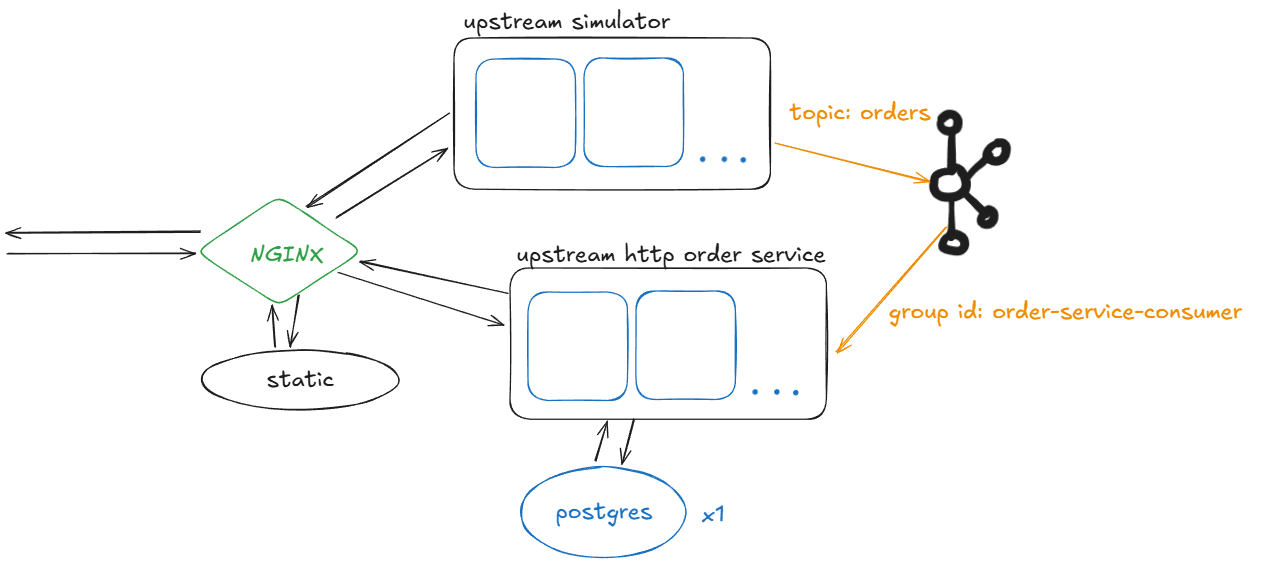 upstream simulator
topic: orders
NGINX
upstream http order service
group id: order-service-consumer
static
postgres
x1